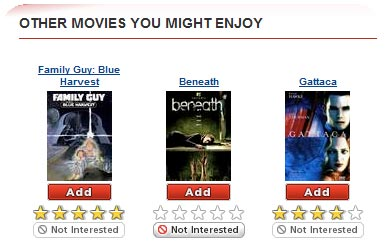 OTHER MOVIES YOU MIGHT ENJOY
Family Guy: Blue
Harvest
Beneath
Gattaca
FAMILY GUY
BLUE HARVEST
beneath
GATTACA
Add
Add
Add
Not Interested
Not Interested
Not Interested